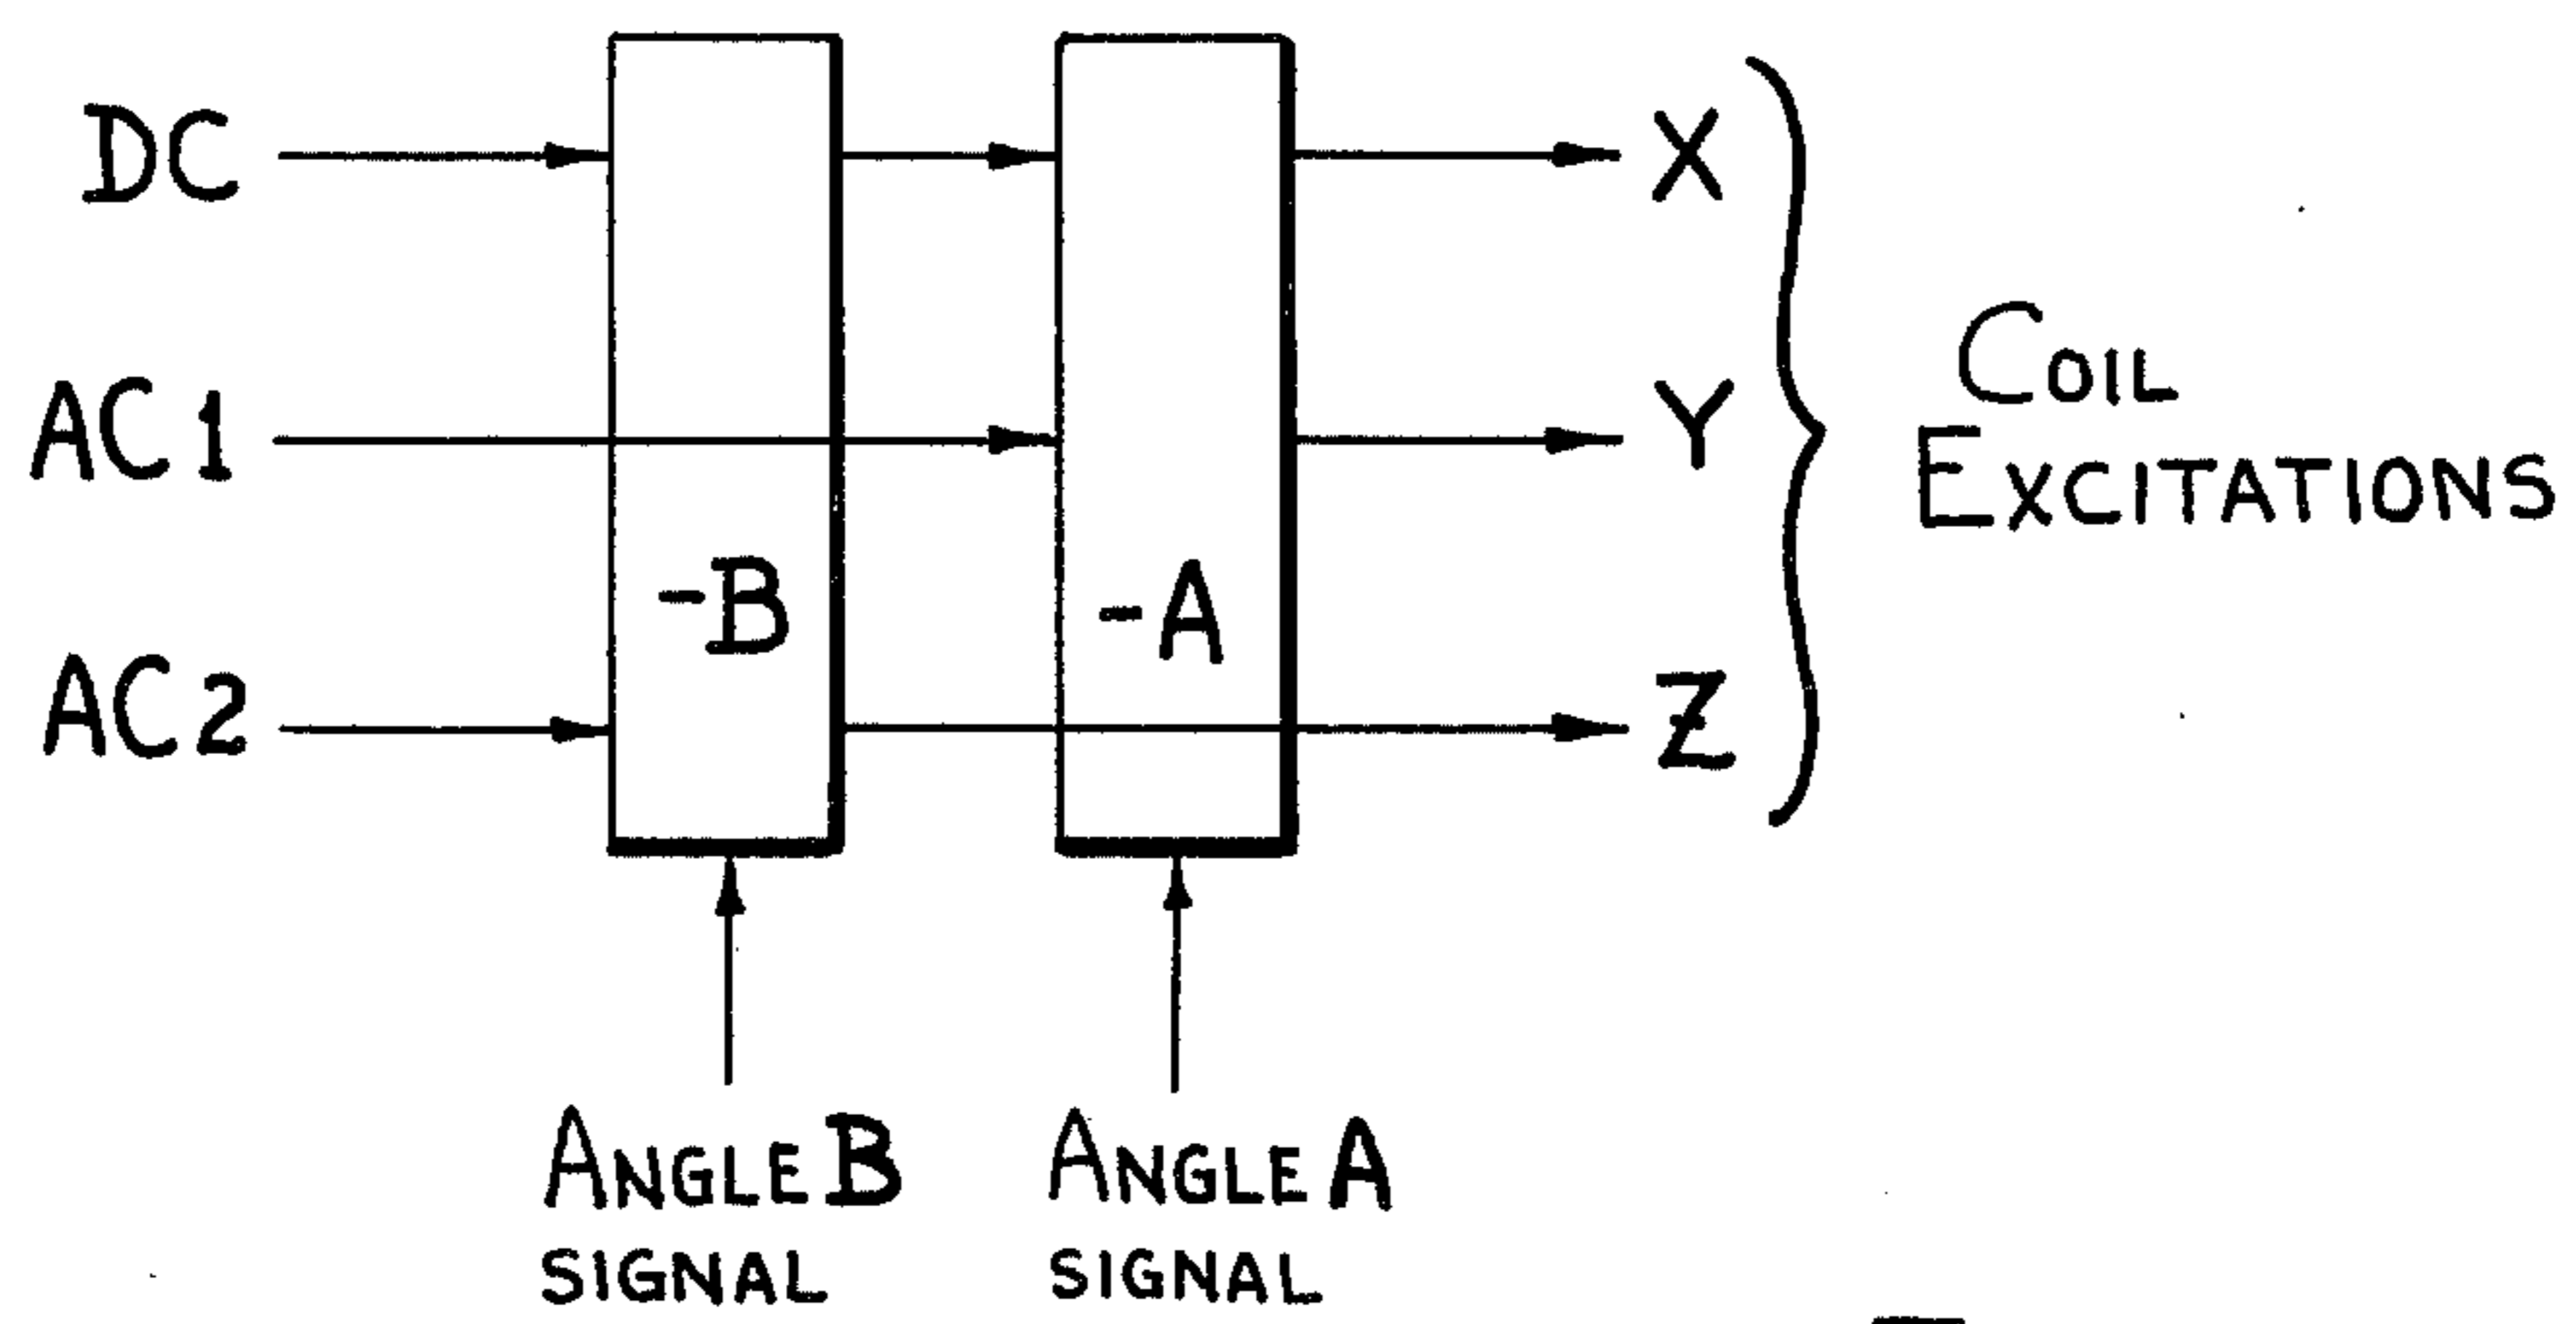 DC
X
AC1
Y
COIL
EXCITATIONS
-B
-A
AC2
Z
ANGLE B
SIGNAL
ANGLE A
SIGNAL